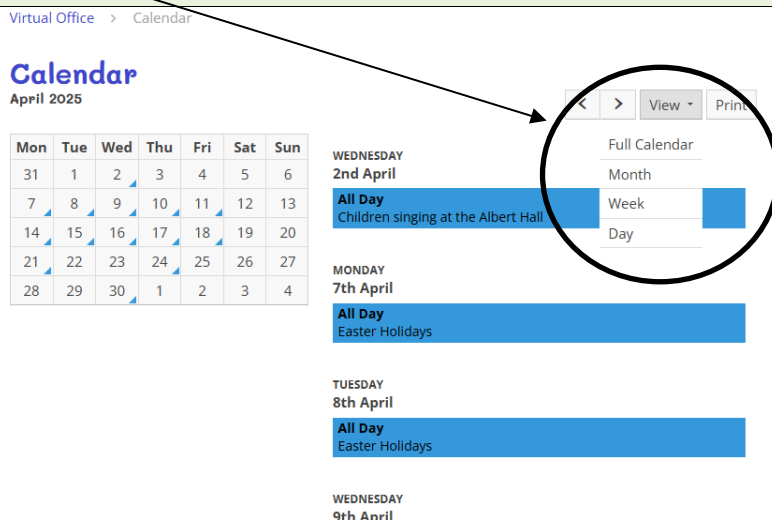 Virtual Office > Calendar
Calendar
April 2025
< > View Print
Full Calendar
Month
Week
Day
Mon Tue Wed Thu Fri Sat Sun
31 1 2 3 4 5 6
7 8 9 10 11 12 13
14 15 16 17 18 19 20
21 22 23 24 25 26 27
28 29 30 1 2 3 4
WEDNESDAY
2nd April
All Day
Children singing at the Albert Hall
MONDAY
7th April
All Day
Easter Holidays
TUESDAY
8th April
All Day
Easter Holidays
WEDNESDAY
9th April